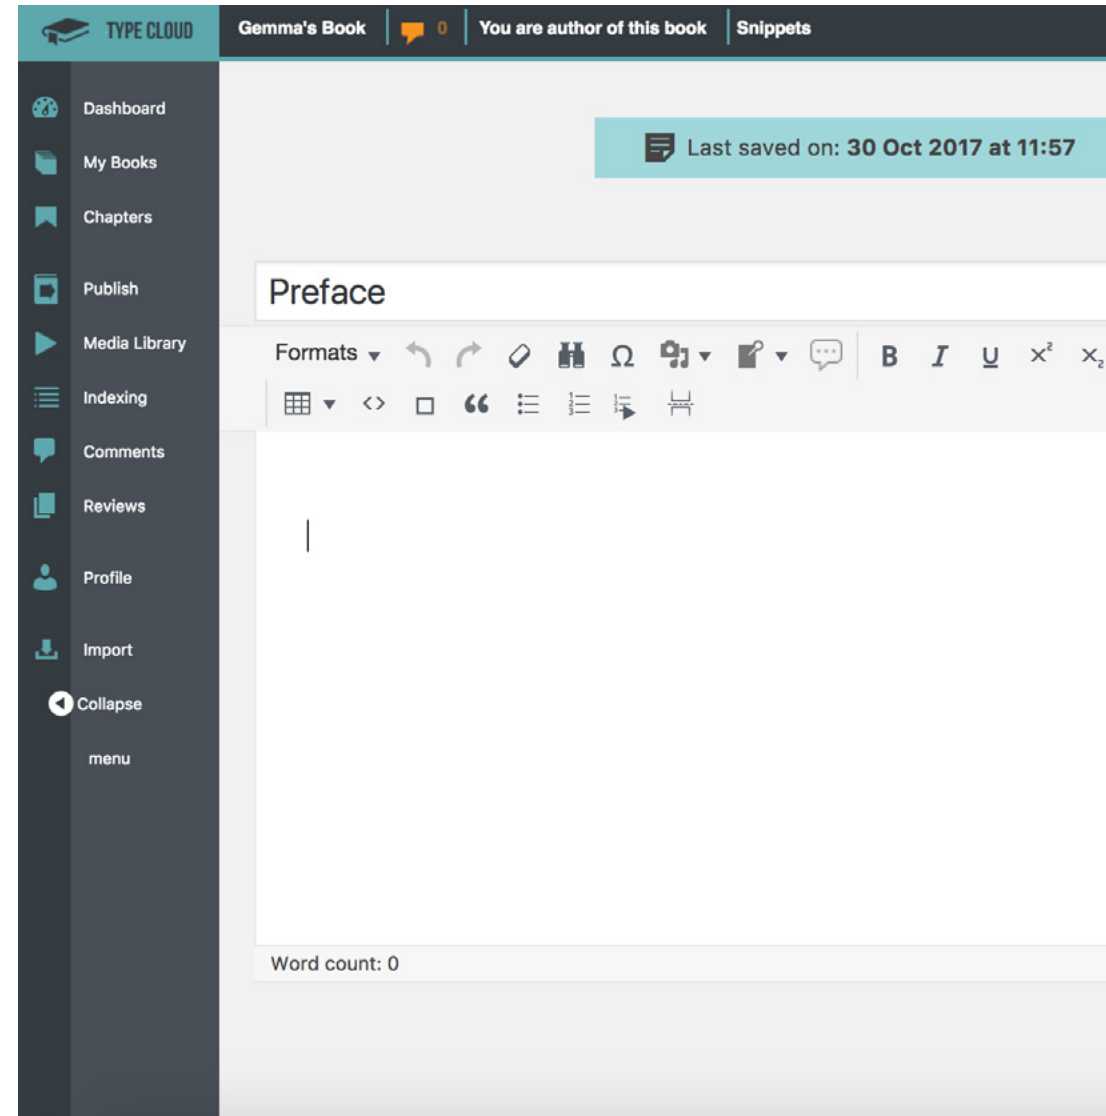 TYPE CLOUD
Gemma's Book
0
You are author of this book
Snippets
Dashboard
My Books
Chapters
Publish
Media Library
Indexing
Comments
Reviews
Profile
Import
Collapse
menu
Last saved on: 30 Oct 2017 at 11:57
Preface
Formats Ω B I U x² x₂
Word count: 0